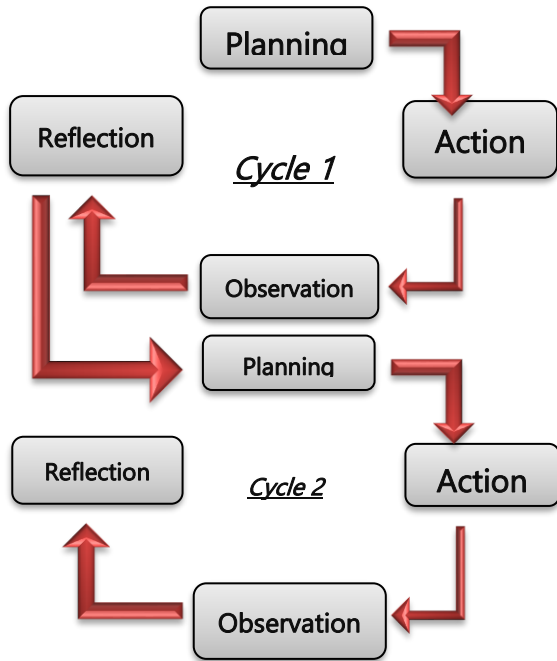 Planning
Reflection
Action
Cycle 1
Observation
Planning
Reflection
Cycle 2
Action
Observation